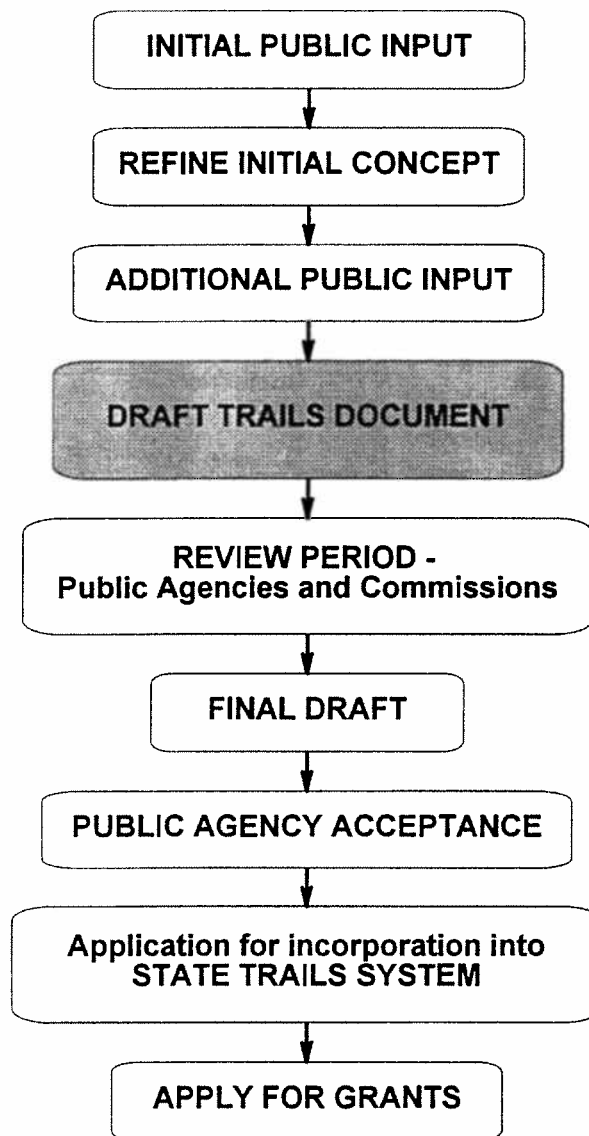 INITIAL PUBLIC INPUT
REFINE INITIAL CONCEPT
ADDITIONAL PUBLIC INPUT
DRAFT TRAILS DOCUMENT
REVIEW PERIOD -
Public Agencies and Commissions
FINAL DRAFT
PUBLIC AGENCY ACCEPTANCE
Application for incorporation into
STATE TRAILS SYSTEM
APPLY FOR GRANTS